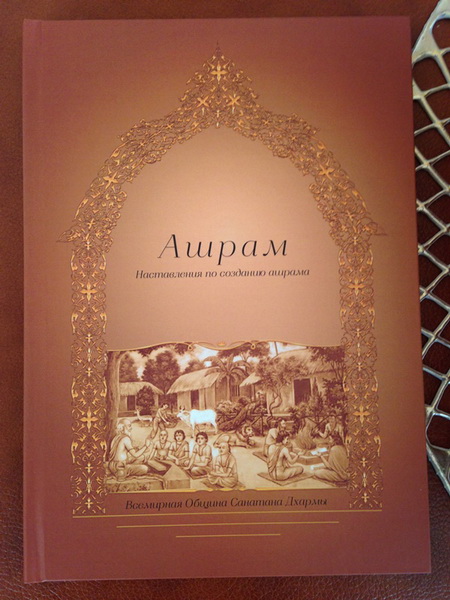 Ашрам
Наставления по созданию ашрама
Всемирная Община Санатана Дхармы